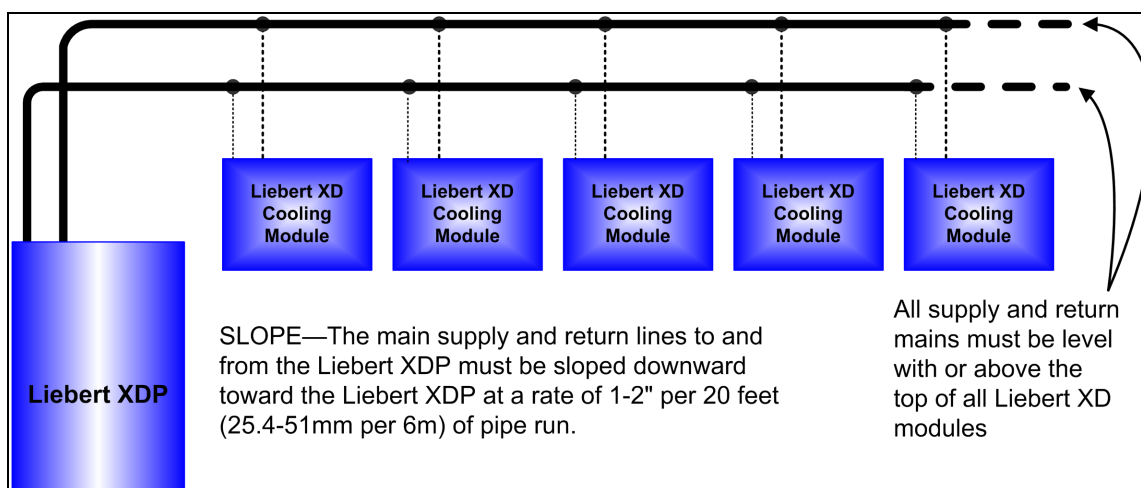 Liebert XD
Cooling
Module
Liebert XD
Cooling
Module
Liebert XD
Cooling
Module
Liebert XD
Cooling
Module
Liebert XD
Cooling
Module
Liebert XDP
SLOPE—The main supply and return lines to and
from the Liebert XDP must be sloped downward
toward the Liebert XDP at a rate of 1-2" per 20 feet
(25.4-51mm per 6m) of pipe run.
All supply and return
mains must be level
with or above the
top of all Liebert XD
modules